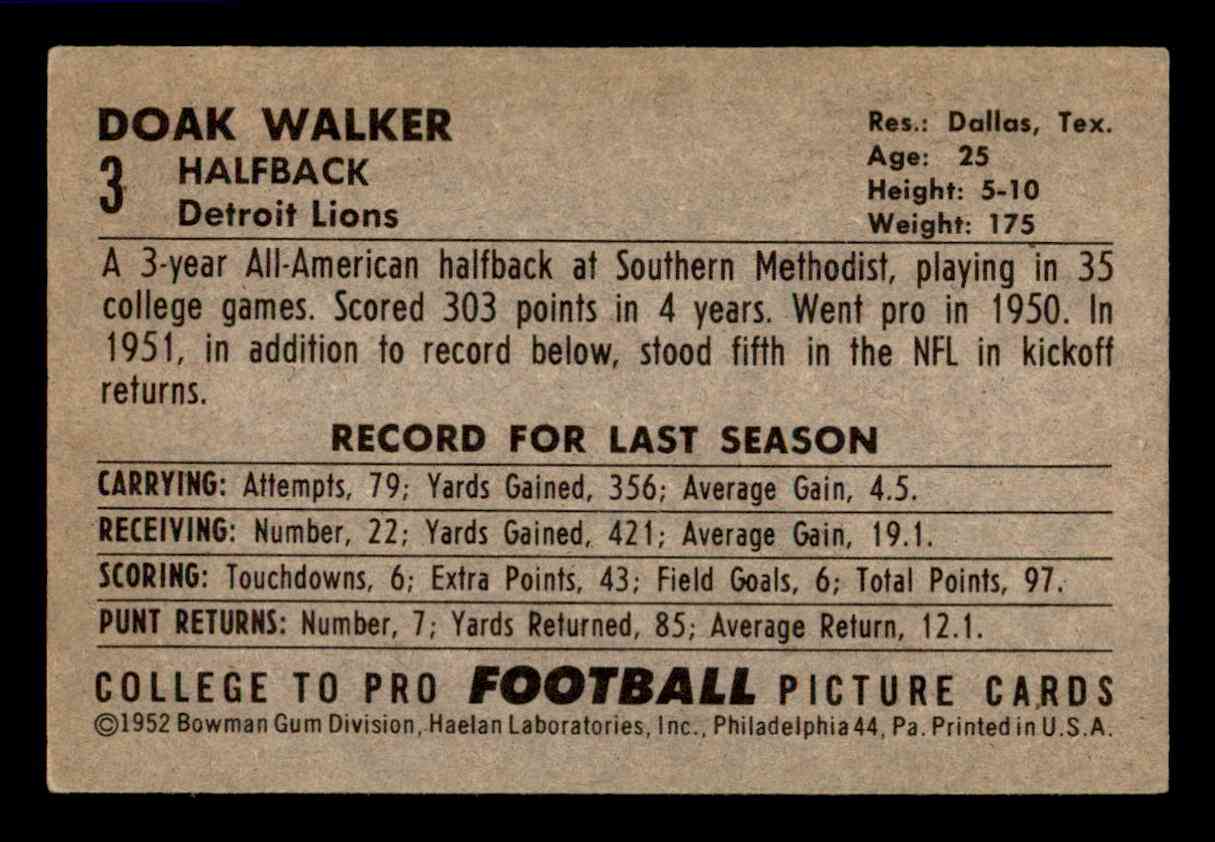 DOAK WALKER
3 HALFBACK
Detroit Lions
Res.: Dallas, Tex.
Age: 25
Height: 5-10
Weight: 175
A 3-year All-American halfback at Southern Methodist, playing in 35
college games. Scored 303 points in 4 years. Went pro in 1950. In
1951, in addition to record below, stood fifth in the NFL in kickoff
returns.
RECORD FOR LAST SEASON
CARRYING: Attempts, 79; Yards Gained, 356; Average Gain, 4.5.
RECEIVING: Number, 22; Yards Gained, 421; Average Gain, 19.1.
SCORING: Touchdowns, 6; Extra Points, 43; Field Goals, 6; Total Points, 97.
PUNT RETURNS: Number, 7; Yards Returned, 85; Average Return, 12.1.
COLLEGE TO PRO FOOTBALL PICTURE CARDS
©1952 Bowman Gum Division, Haelan Laboratories, Inc., Philadelphia 44, Pa. Printed in U.S.A.